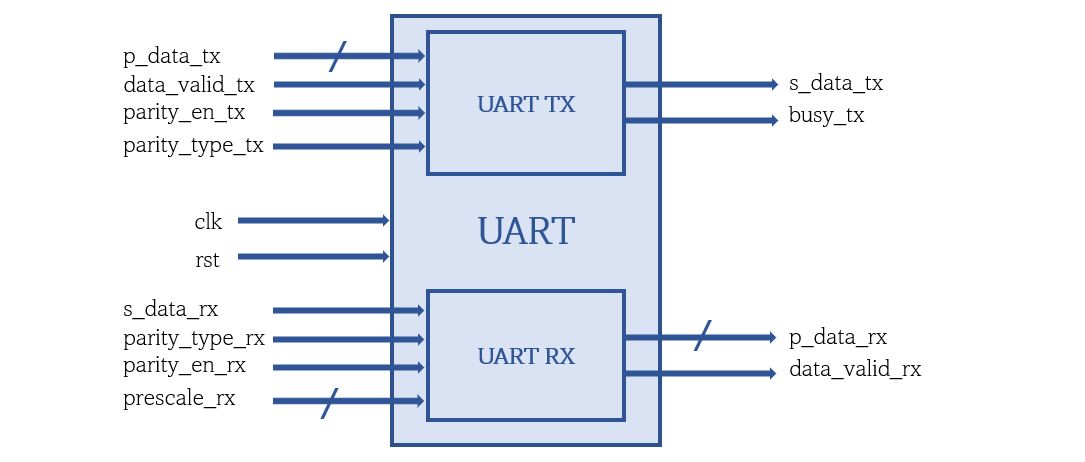 p_data_tx
data_valid_tx
parity_en_tx
parity_type_tx
UART TX
s_data_tx
busy_tx
clk
rst
UART
s_data_rx
parity_type_rx
parity_en_rx
prescale_rx
UART RX
p_data_rx
data_valid_rx